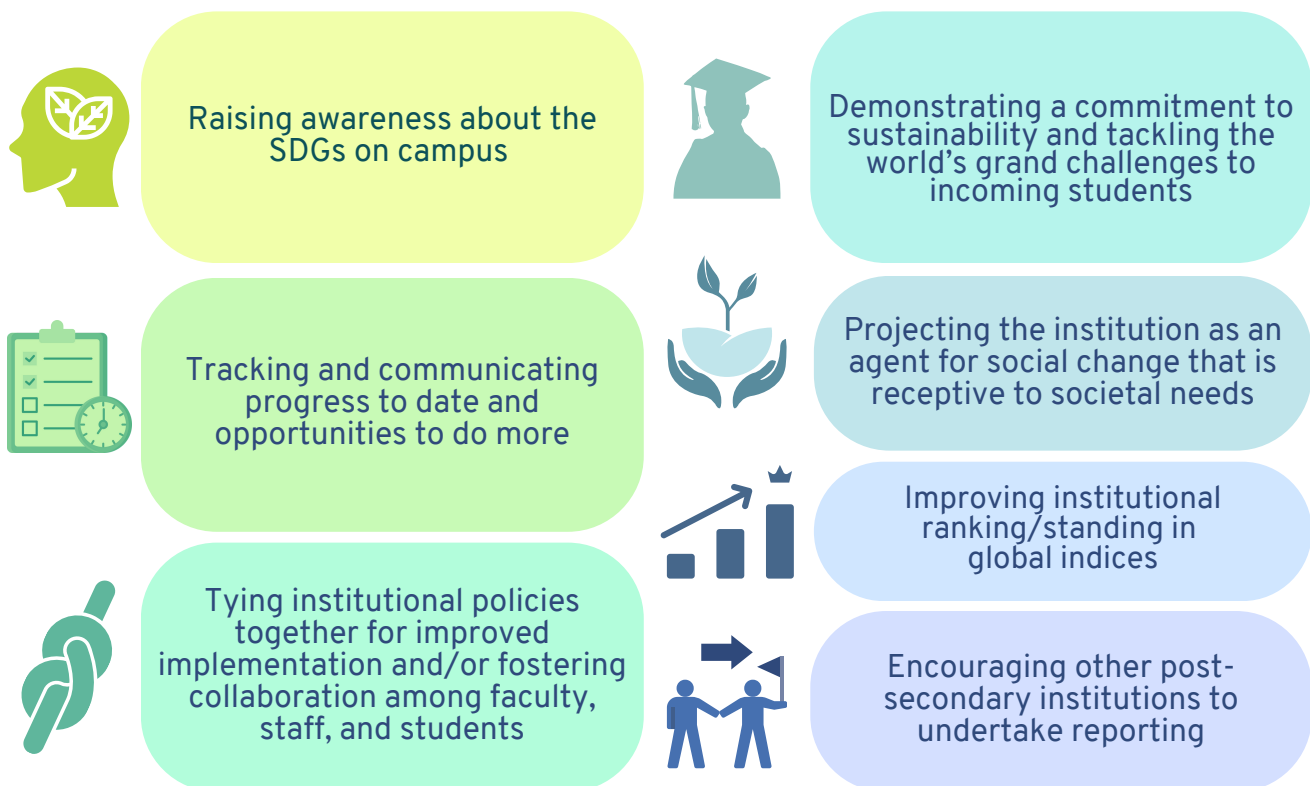 Raising awareness about the
SDGs on campus
Tracking and communicating
progress to date and
opportunities to do more
Tying institutional policies
together for improved
implementation and/or fostering
collaboration among faculty,
staff, and students
Demonstrating a commitment to
sustainability and tackling the
world's grand challenges to
incoming students
Projecting the institution as an
agent for social change that is
receptive to societal needs
Improving institutional
ranking/standing in
global indices
Encouraging other post-
secondary institutions to
undertake reporting